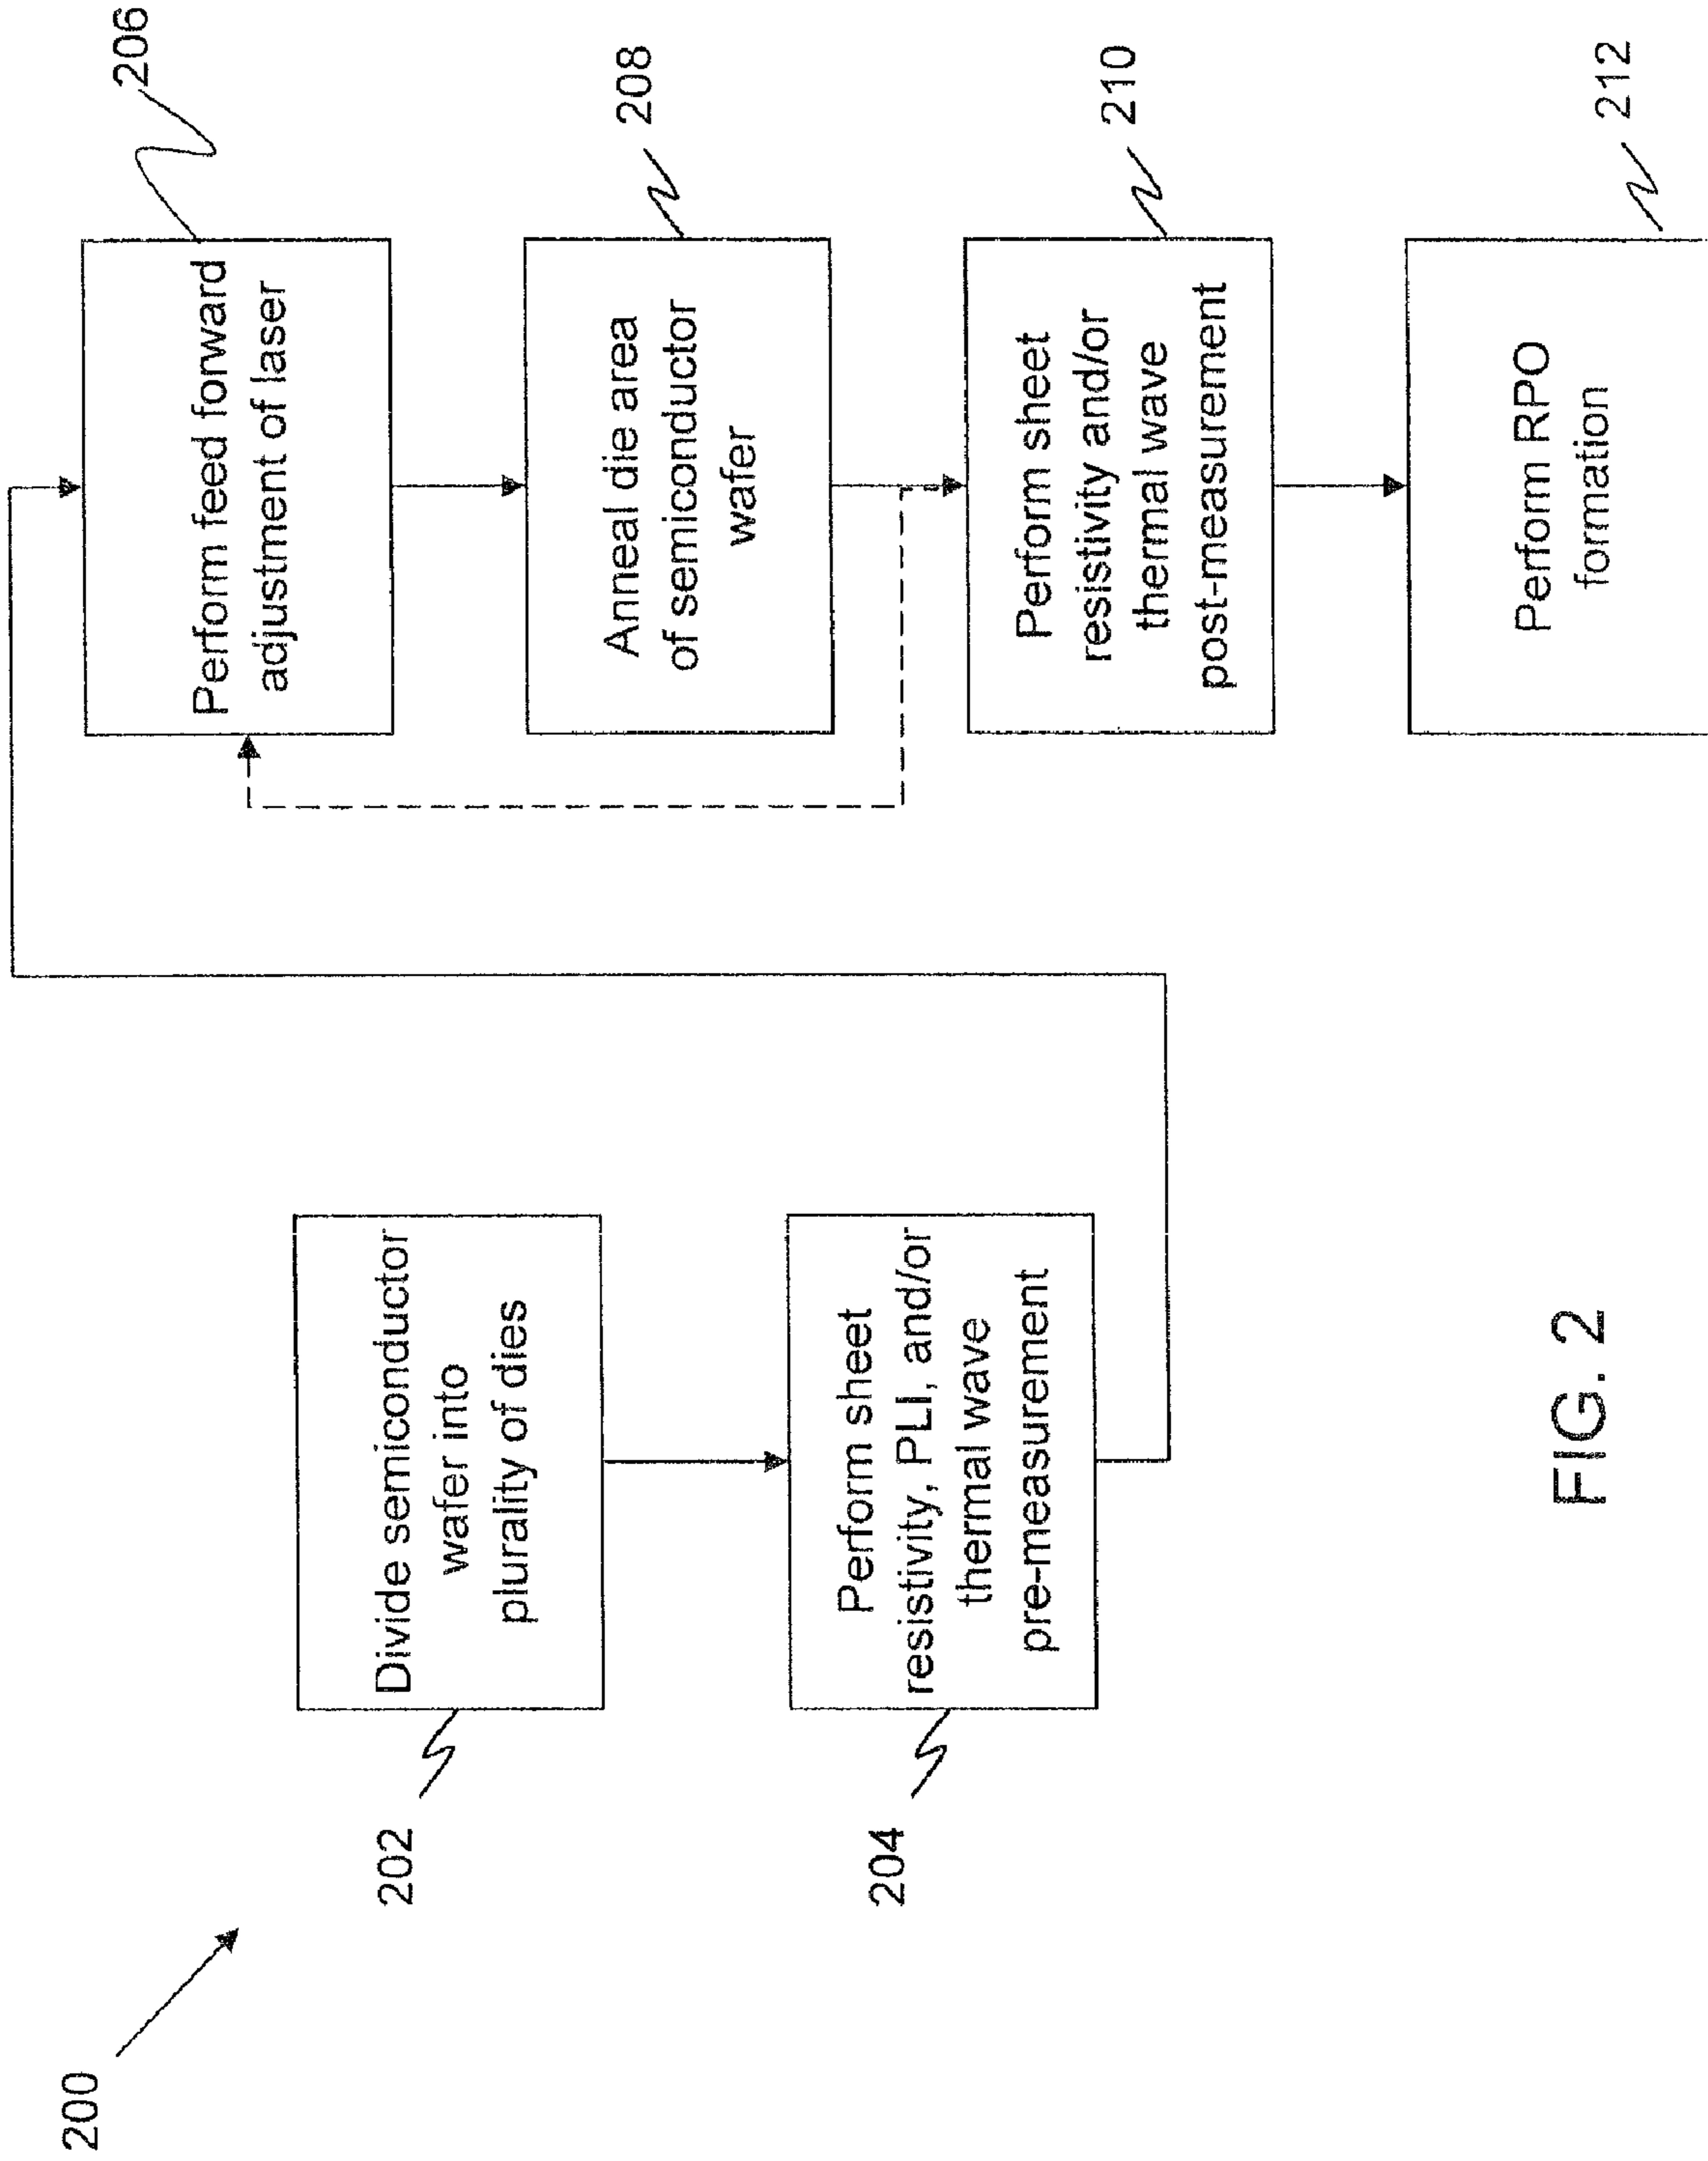 200
202
Divide semiconductor
wafer into
plurality of dies
204
Perform sheet
resistivity, PLI, and/or
thermal wave
pre-measurement
206
Perform feed forward
adjustment of laser
208
Anneal die area
of semiconductor
wafer
210
Perform sheet
resistivity and/or
thermal wave
post-measurement
212
Perform RPO
formation
FIG. 2